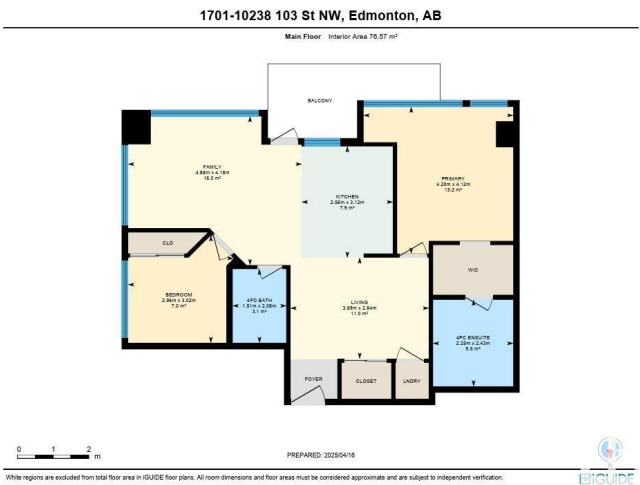 1701-10238 103 St NW, Edmonton, AB
Main Floor Interior Area 76.57 m²
BALCONY
FAMILY
4.88m x 4.18m
16.0 m²
PRIMARY
4.26m x 4.12m
13.2 m²
KITCHEN
2.66m x 3.12m
7.9 m²
CLO
WIC
BEDROOM
2.96m x 3.02m
7.0 m²
4PC BATH
1.51m x 2.06m
3.1 m²
LIVING
3.89m x 2.84m
11.0 m²
4PC ENSUITE
2.25m x 2.43m
5.5 m²
FOYER
CLOSET
LNDRY
0 1 2
m
PREPARED: 2025/04/16
White regions are excluded from total floor area in iGUIDE floor plans. All room dimensions and floor areas must be considered approximate and are subject to independent verification.
iGUIDE